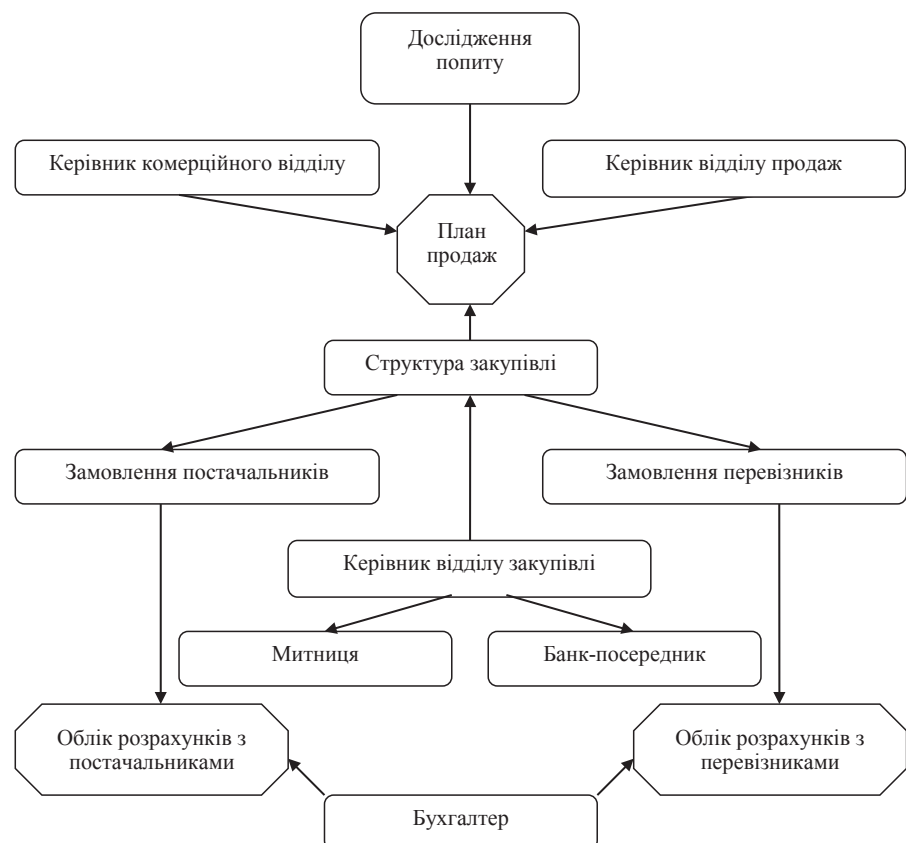 Дослідження
попиту
Керівник комерційного відділу
Керівник відділу продаж
План
продаж
Структура закупівлі
Замовлення постачальників
Замовлення перевізників
Керівник відділу закупівлі
Митниця
Банк-посередник
Облік розрахунків з
постачальниками
Облік розрахунків з
перевізниками
Бухгалтер